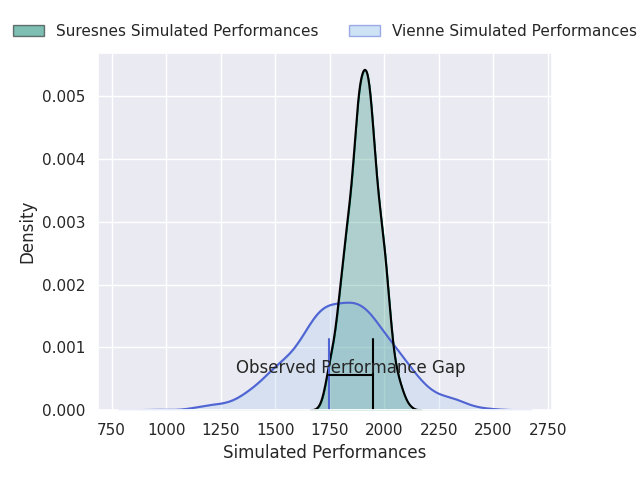 Suresnes Simulated Performances Vienne Simulated Performances
0.005
0.004
0.003
0.002
0.001
0.000
Density
Observed Performance Gap
750 1000 1250 1500 1750 2000 2250 2500 2750
Simulated Performances